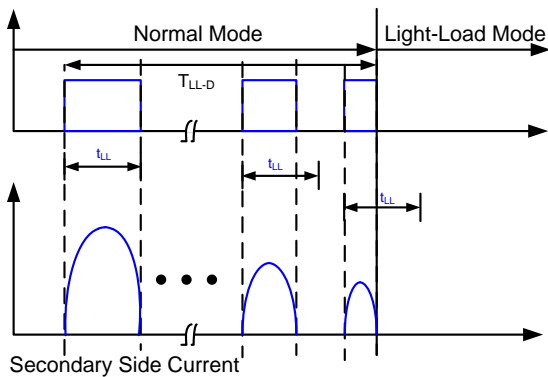 Normal Mode
Light-Load Mode
TLL-D
tLL
tLL
tLL
Secondary Side Current